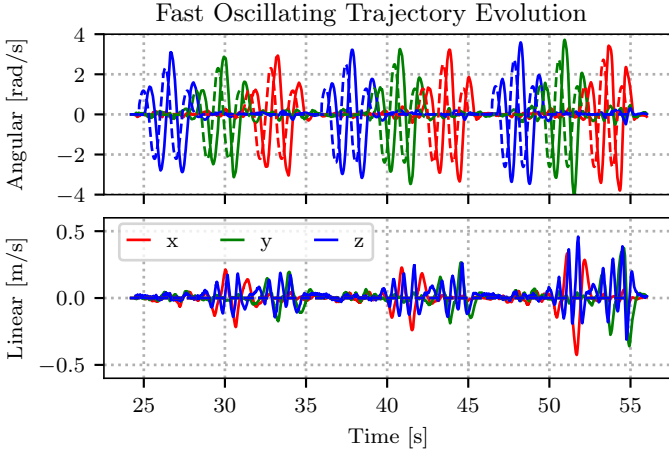 Fast Oscillating Trajectory Evolution
Angular [rad/s]
4
2
0
−2
−4
Linear [m/s]
0.5
0.0
−0.5
x y z
25 30 35 40 45 50 55
Time [s]